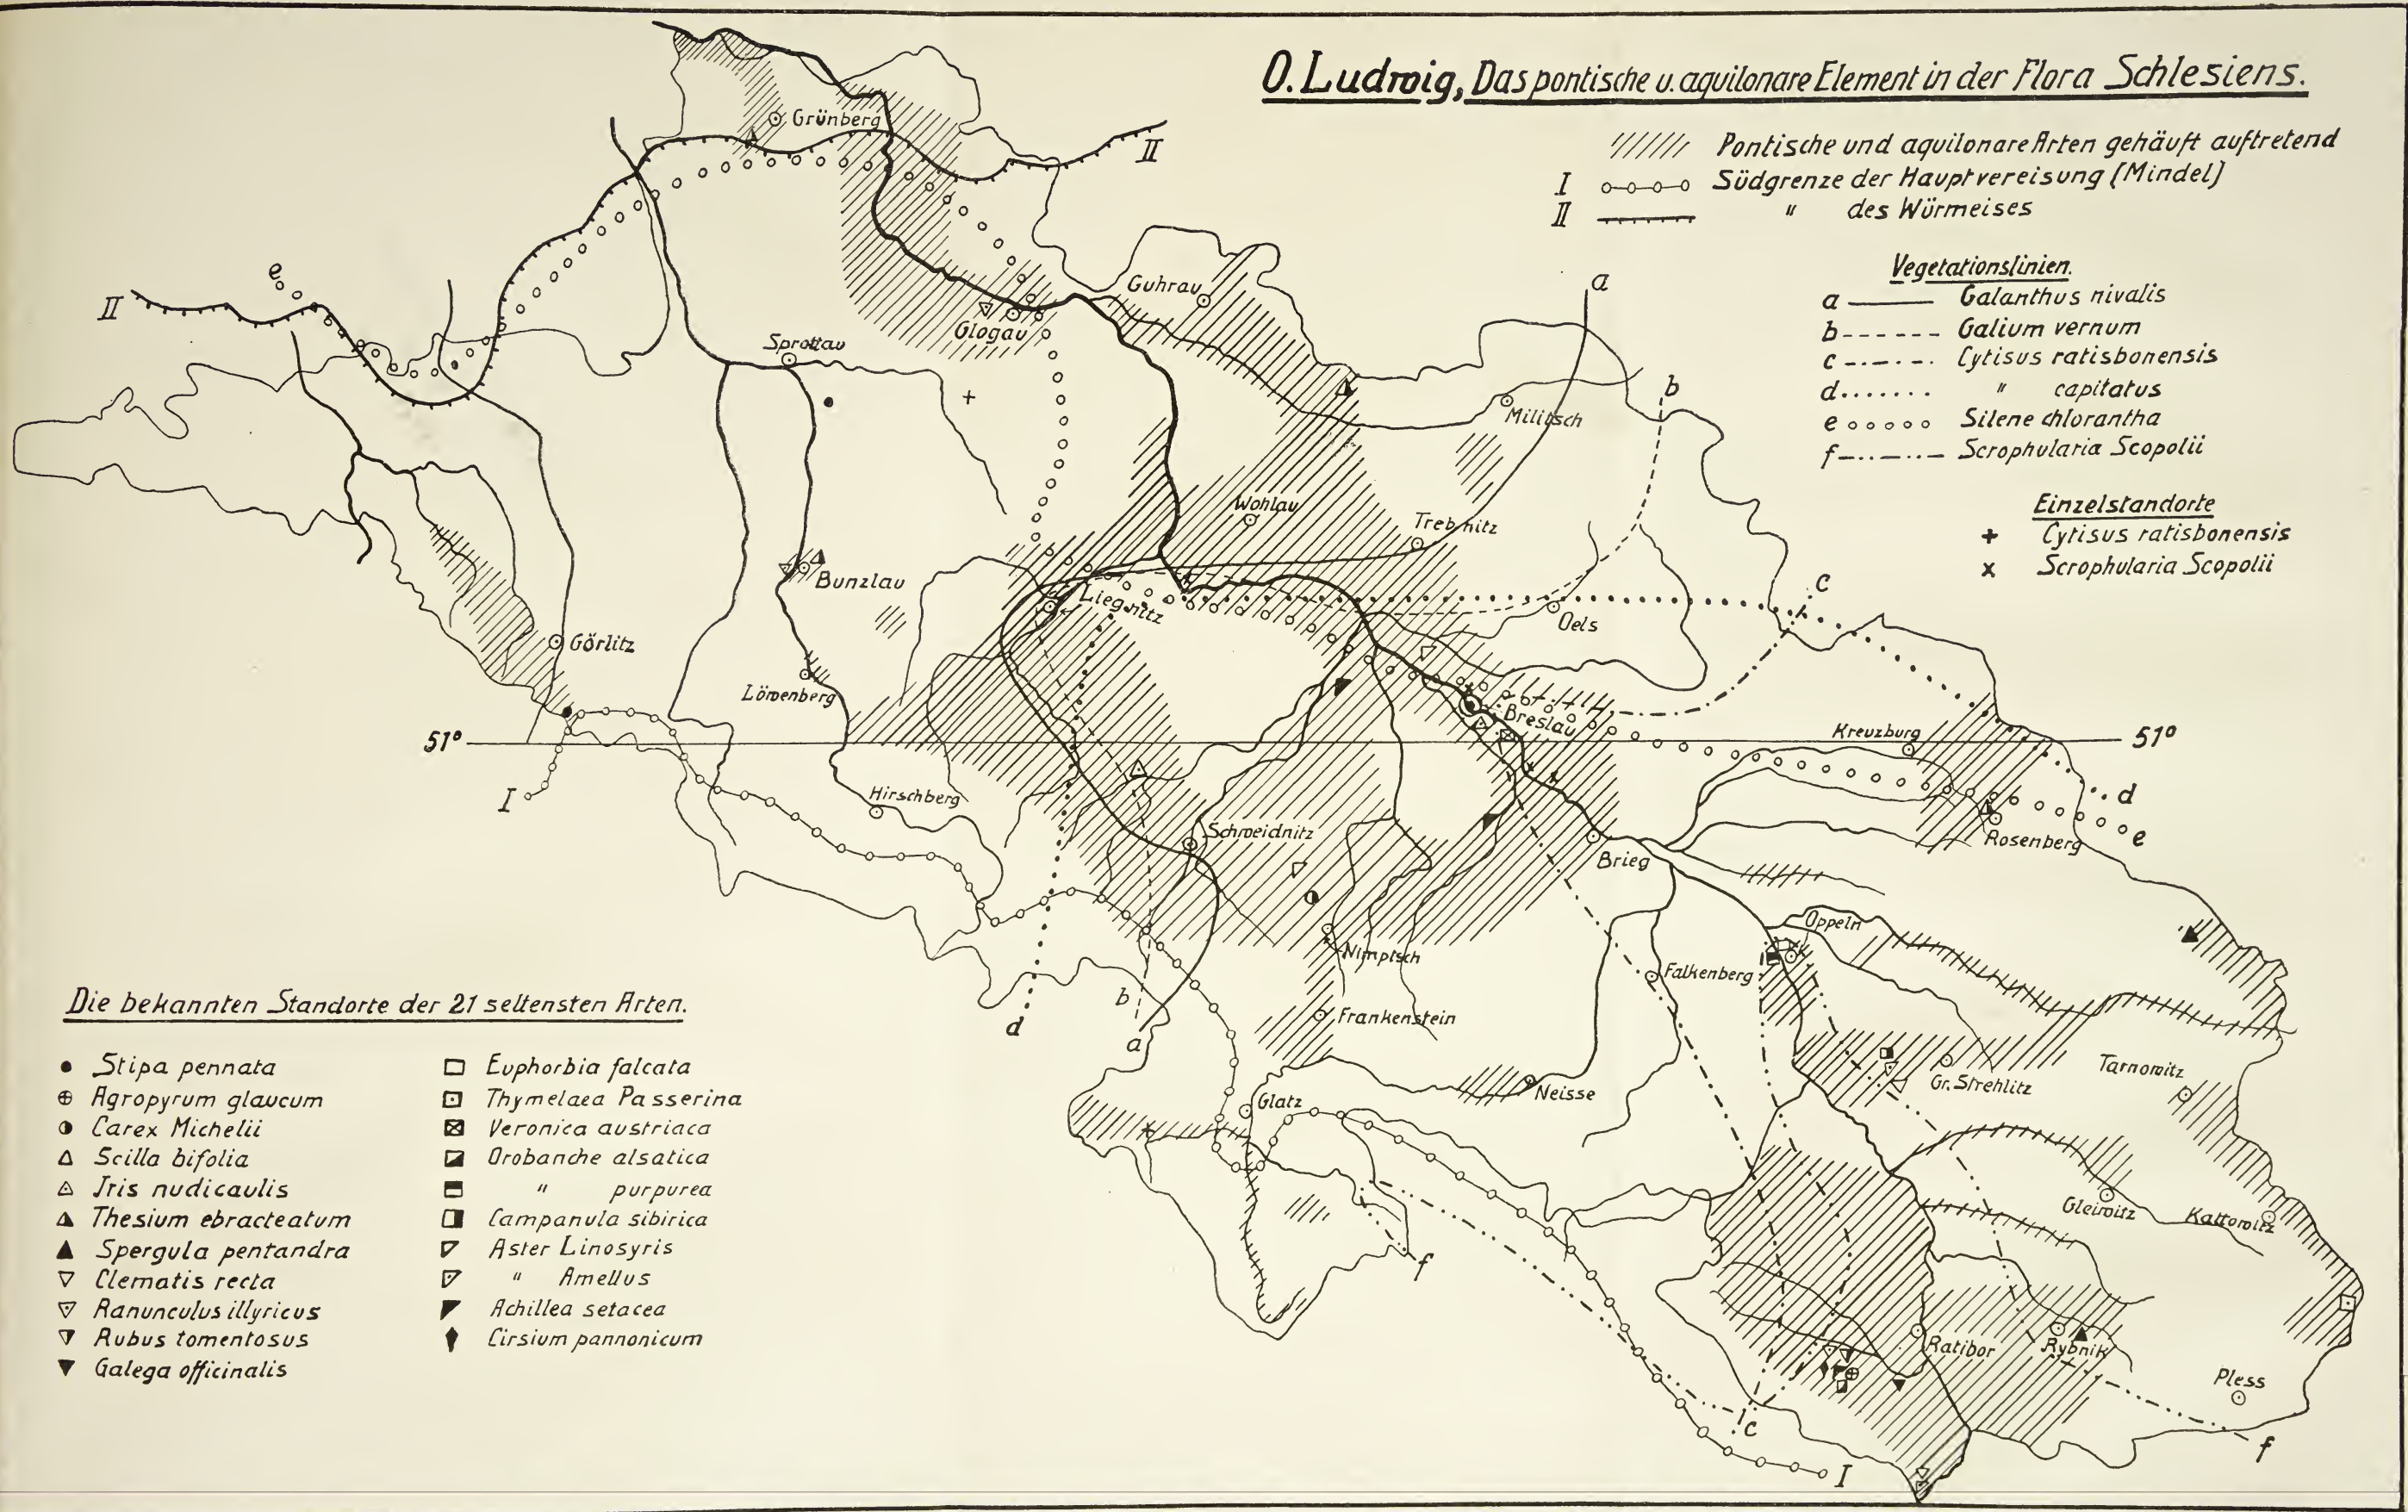 O. Ludwig, Das pontische u. aquilonare Element in der Flora Schlesiens.
Pontische und aquilonare Arten gehäuft auftretend
I Südgrenze der Hauptvereisung [Mindel]
II " des Würmeises
Vegetationslinien.
a Galanthus nivalis
b Galium vernum
c Cytisus ratisbonensis
d " capitatus
e Silene chlorantha
f Scrophularia Scopolii
Einzelstandorte
+ Cytisus ratisbonensis
x Scrophularia Scopolii
Grünberg
II
II
e
Guhrau
a
Glogau
Sprottau
b
Militsch
Wohlau
Trebnitz
Bunzlau
Liegnitz
c
Oels
Görlitz
Löwenberg
Breslau
51°
51°
Kreuzburg
I
Hirschberg
d
e
Schweidnitz
Rosenberg
Brieg
Oppeln
Nimptsch
Falkenberg
b
d
a
Frankenstein
Tarnowitz
Gr. Strehlitz
Neisse
Glatz
Gleiwitz
Kattowitz
f
Ratibor
Rybnik
Pless
c
f
I
Die bekannten Standorte der 21 seltensten Arten.
Stipa pennata
Agropyrum glaucum
Carex Michelii
Scilla bifolia
Iris nudicaulis
Thesium ebracteatum
Spergula pentandra
Clematis recta
Ranunculus illyricus
Rubus tomentosus
Galega officinalis
Euphorbia falcata
Thymelaea Passerina
Veronica austriaca
Orobanche alsatica
" purpurea
Campanula sibirica
Aster Linosyris
" Amellus
Achillea setacea
Cirsium pannonicum